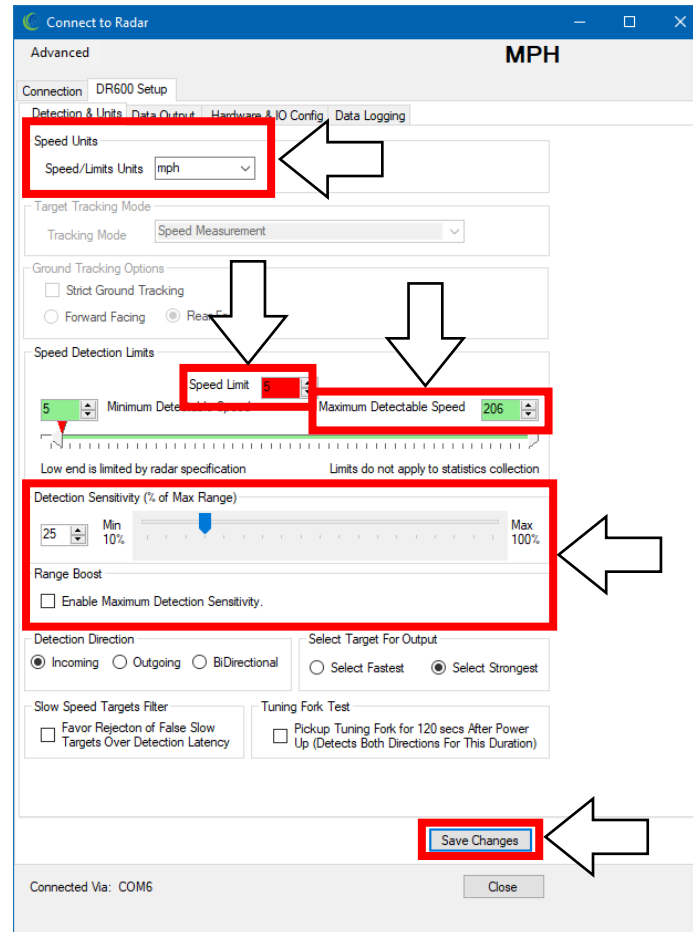 Connect to Radar
Advanced
MPH
Connection DR600 Setup
Detection & Units Data Output Hardware & IO Config Data Logging
Speed Units
Speed/Limits Units mph
Target Tracking Mode
Tracking Mode Speed Measurement
Ground Tracking Options
Strict Ground Tracking
Forward Facing Rear
Speed Detection Limits
Speed Limit 5
5 Minimum Detectable Speed Maximum Detectable Speed 206
Low end is limited by radar specification Limits do not apply to statistics collection
Detection Sensitivity (% of Max Range)
25 Min 10% Max 100%
Range Boost
Enable Maximum Detection Sensitivity.
Detection Direction Select Target For Output
Incoming Outgoing BiDirectional Select Fastest Select Strongest
Slow Speed Targets Filter Tuning Fork Test
Favor Rejecton of False Slow Pickup Tuning Fork for 120 secs After Power
Targets Over Detection Latency Up (Detects Both Directions For This Duration)
Save Changes
Connected Via: COM6 Close